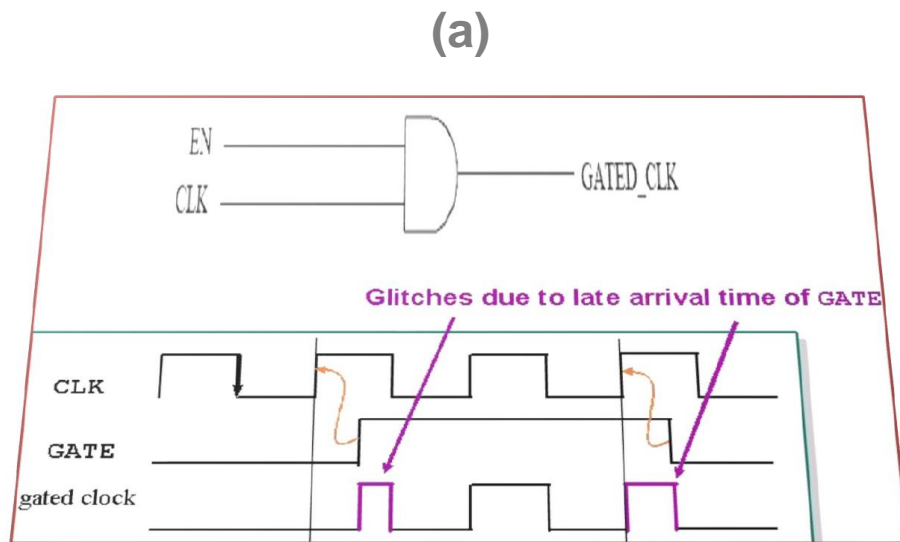 (a)
EN
CLK
GATED_CLK
Glitches due to late arrival time of GATE
CLK
GATE
gated clock